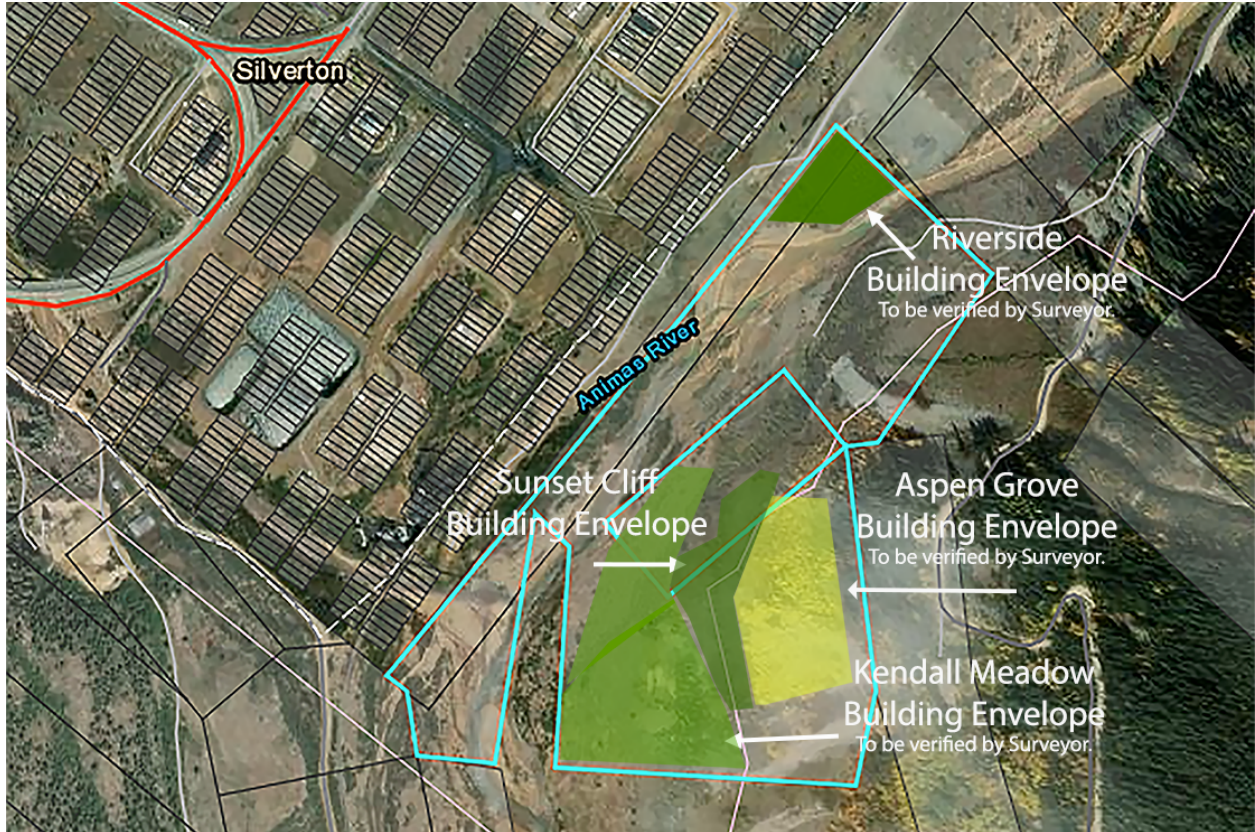 Silverton
Riverside
Building Envelope
To be verified by Surveyor.
Animas River
Sunset Cliff
Building Envelope
Aspen Grove
Building Envelope
To be verified by Surveyor.
Kendall Meadow
Building Envelope
To be verified by Surveyor.